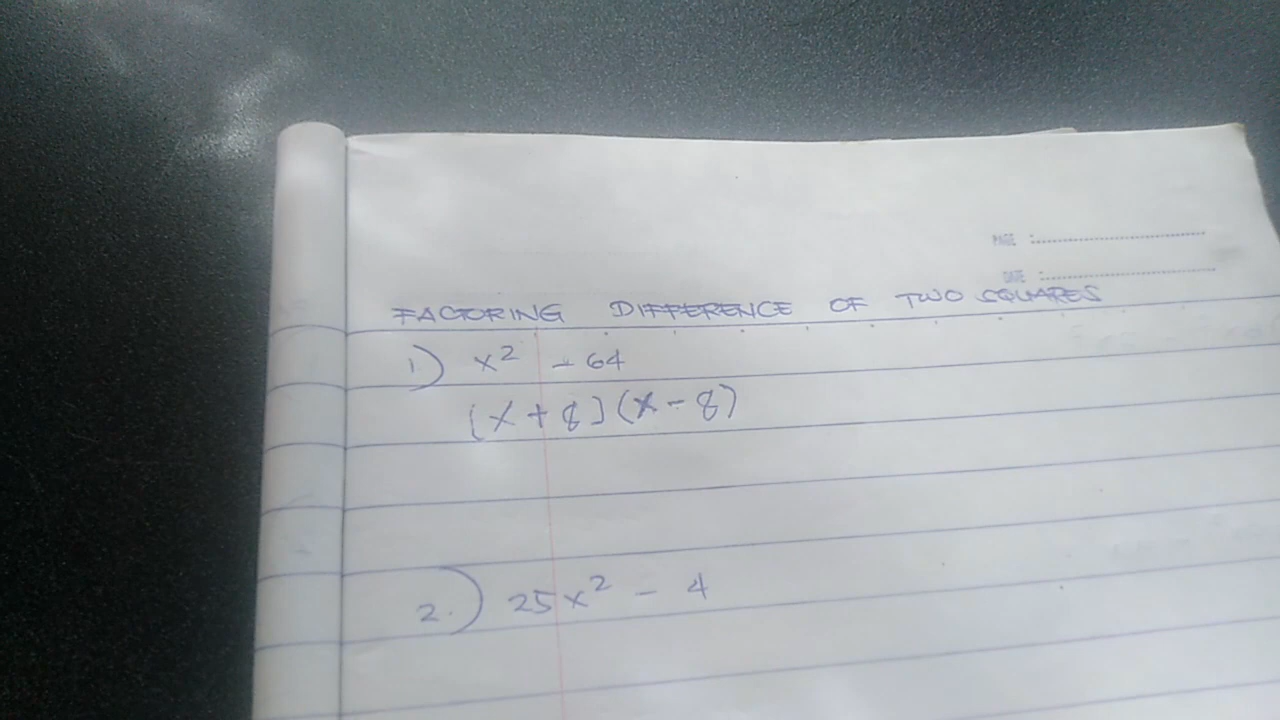 PAGE :
DATE :
FACTORING DIFFERENCE OF TWO SQUARES
1) x² - 64
(x + 8)(x - 8)
2.) 25x² - 4